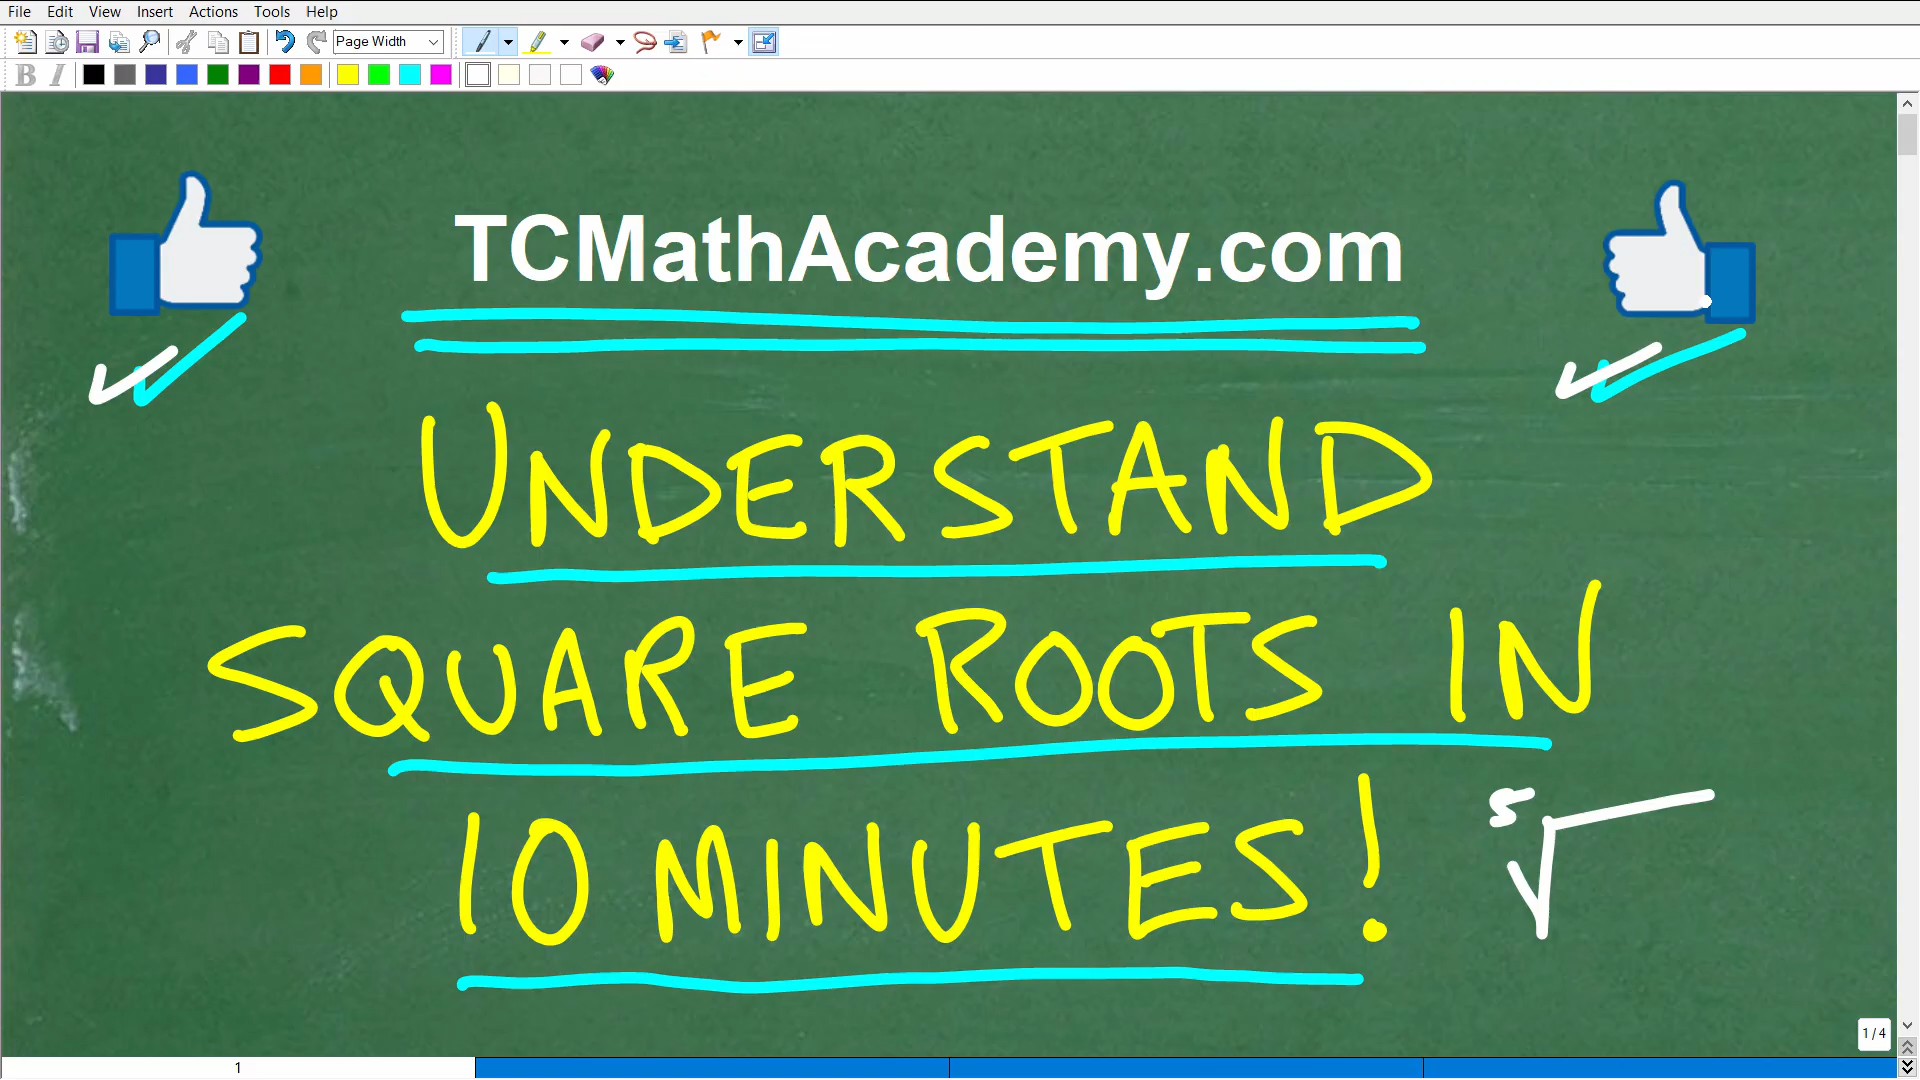 File Edit View Insert Actions Tools Help
Page Width
B I
TCMathAcademy.com
UNDERSTAND
SQUARE ROOTS IN
10 MINUTES!
5√
1 / 4
1